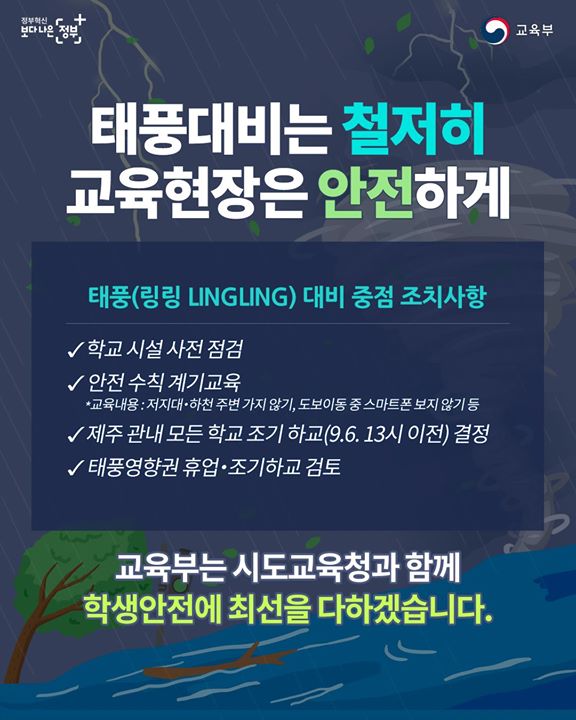 정부혁신
보다나은 정부
교육부
태풍대비는 철저히
교육현장은 안전하게
태풍(링링 LINGLING) 대비 중점 조치사항
✓ 학교 시설 사전 점검
✓ 안전 수칙 계기교육
*교육내용 : 저지대·하천 주변 가지 않기, 도보이동 중 스마트폰 보지 않기 등
✓ 제주 관내 모든 학교 조기 하교(9.6. 13시 이전) 결정
✓ 태풍영향권 휴업·조기하교 검토
교육부는 시도교육청과 함께
학생안전에 최선을 다하겠습니다.